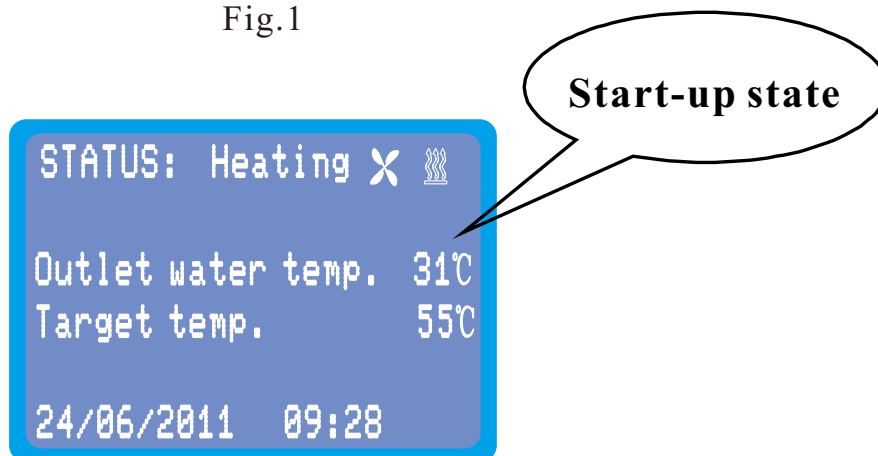 Fig.1
Start-up state
STATUS: Heating
Outlet water temp. 31℃
Target temp. 55℃
24/06/2011 09:28